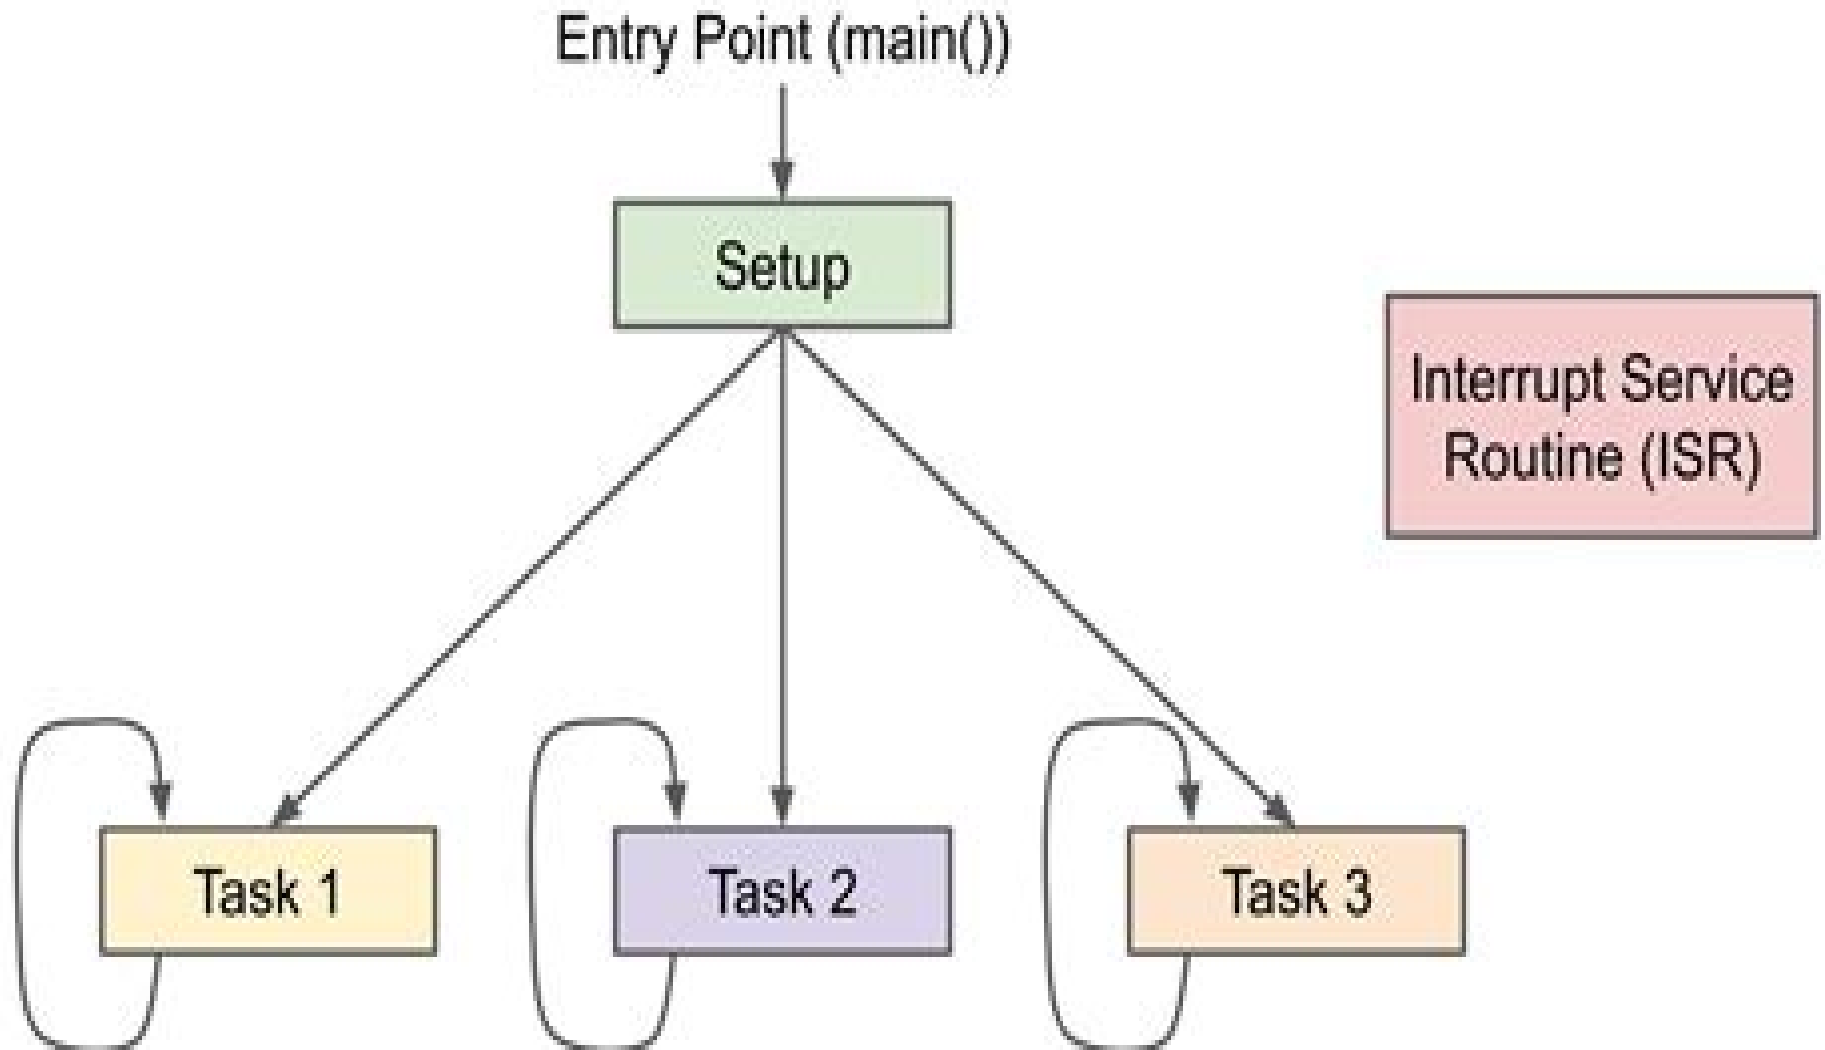 Entry Point (main())
Setup
Interrupt Service
Routine (ISR)
Task 1
Task 2
Task 3